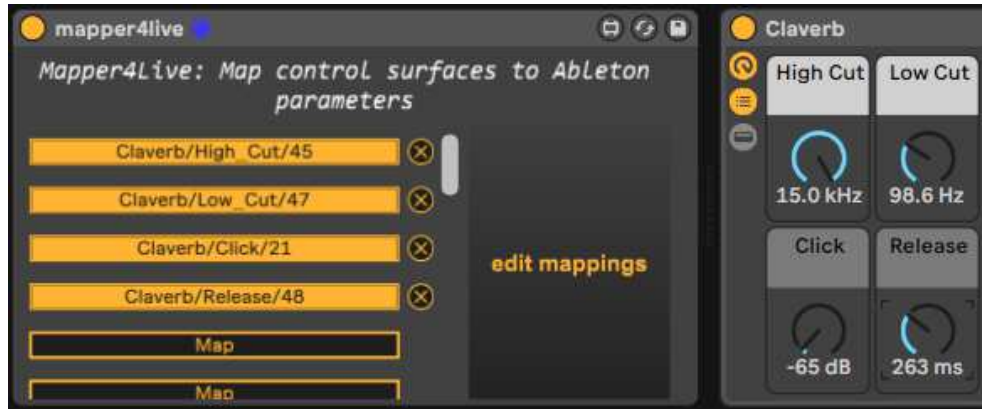 mapper4live
Mapper4Live: Map control surfaces to Ableton
parameters
Claverb/High_Cut/45
Claverb/Low_Cut/47
Claverb/Click/21
Claverb/Release/48
Map
Map
edit mappings
Claverb
High Cut Low Cut
15.0 kHz 98.6 Hz
Click Release
-65 dB 263 ms